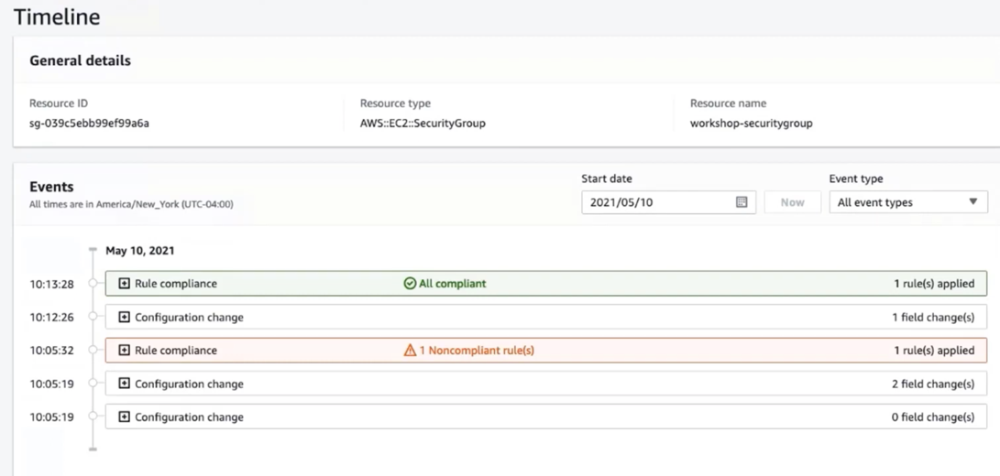 Timeline
General details
Resource ID
sg-039c5ebb99ef99a6a
Resource type
AWS::EC2::SecurityGroup
Resource name
workshop-securitygroup
Events
All times are in America/New_York (UTC-04:00)
Start date
2021/05/10
Now
Event type
All event types
May 10, 2021
10:13:28 Rule compliance All compliant 1 rule(s) applied
10:12:26 Configuration change 1 field change(s)
10:05:32 Rule compliance 1 Noncompliant rule(s) 1 rule(s) applied
10:05:19 Configuration change 2 field change(s)
10:05:19 Configuration change 0 field change(s)